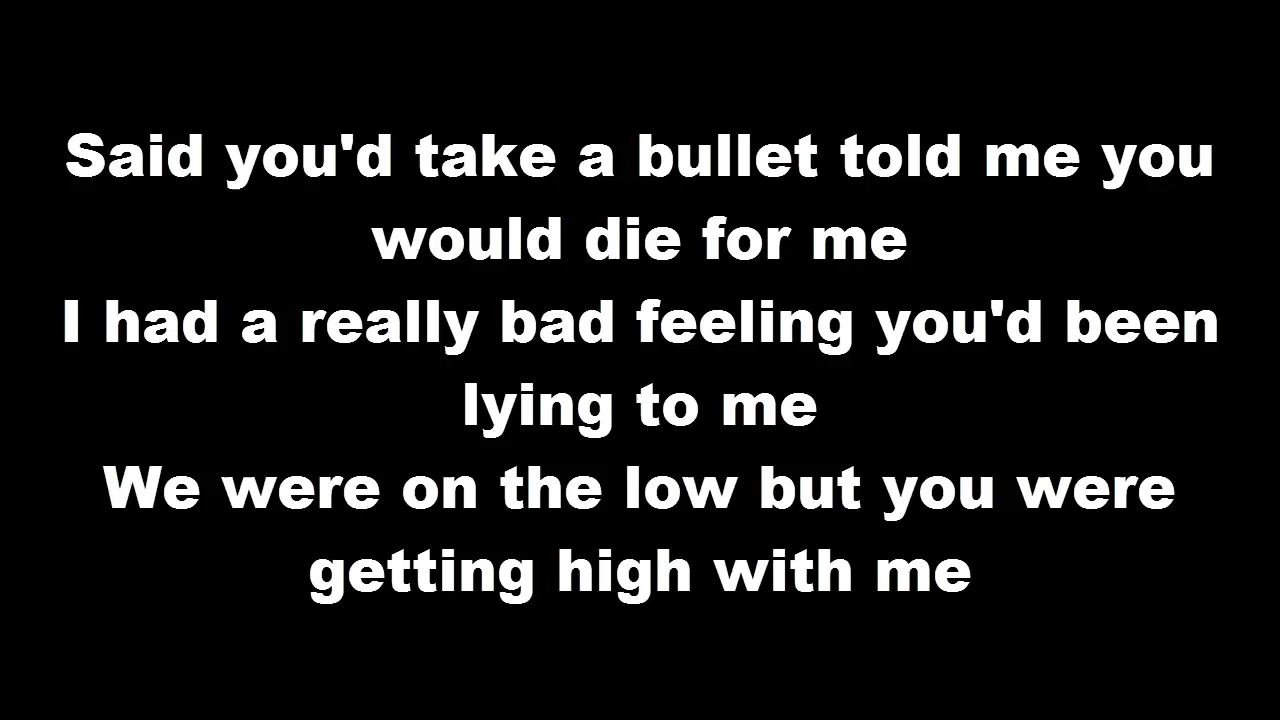 Said you'd take a bullet told me you
would die for me
I had a really bad feeling you'd been
lying to me
We were on the low but you were
getting high with me